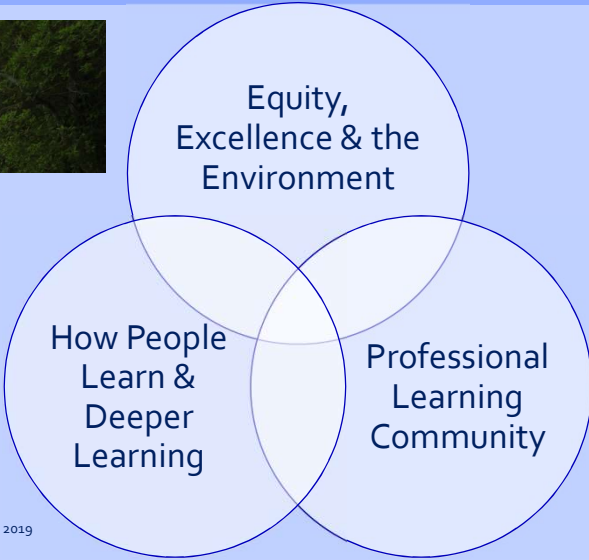 Equity,
Excellence & the
Environment
How People
Learn &
Deeper
Learning
Professional
Learning
Community
2019